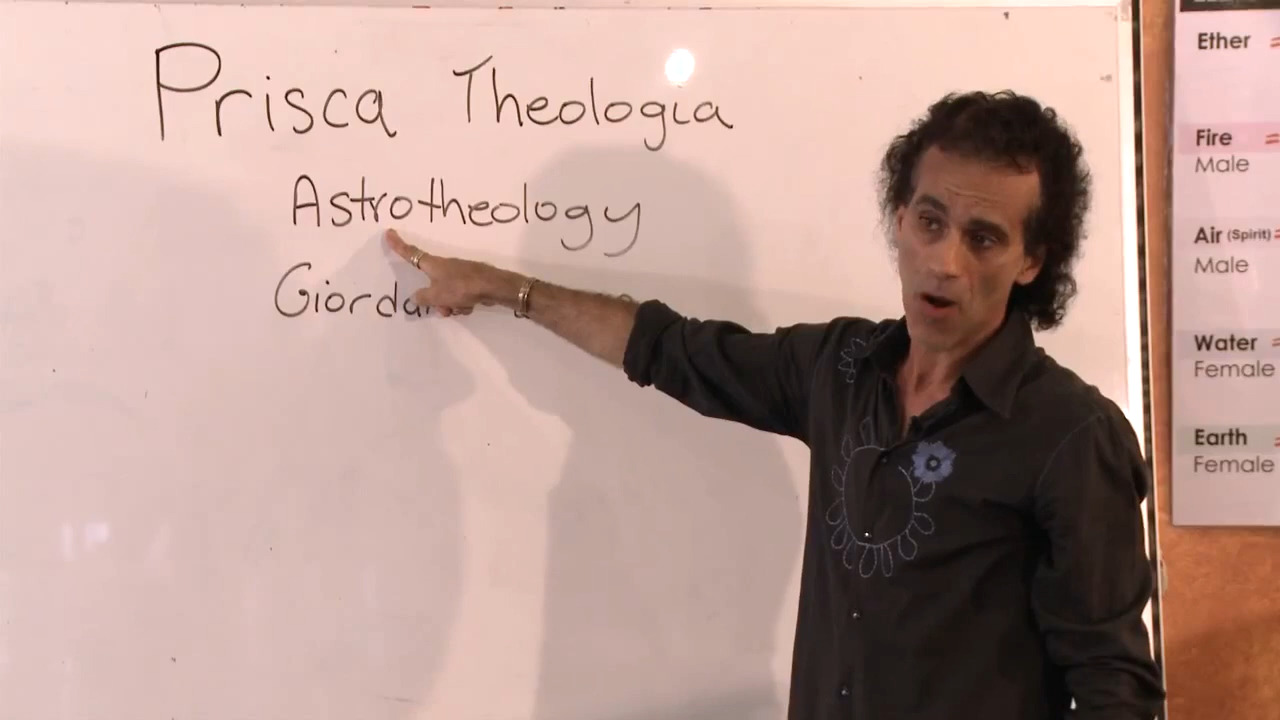 Prisca Theologia
Astrotheology
Ether =
Fire =
Male
Air (Spirit) =
Male
Water =
Female
Earth =
Female